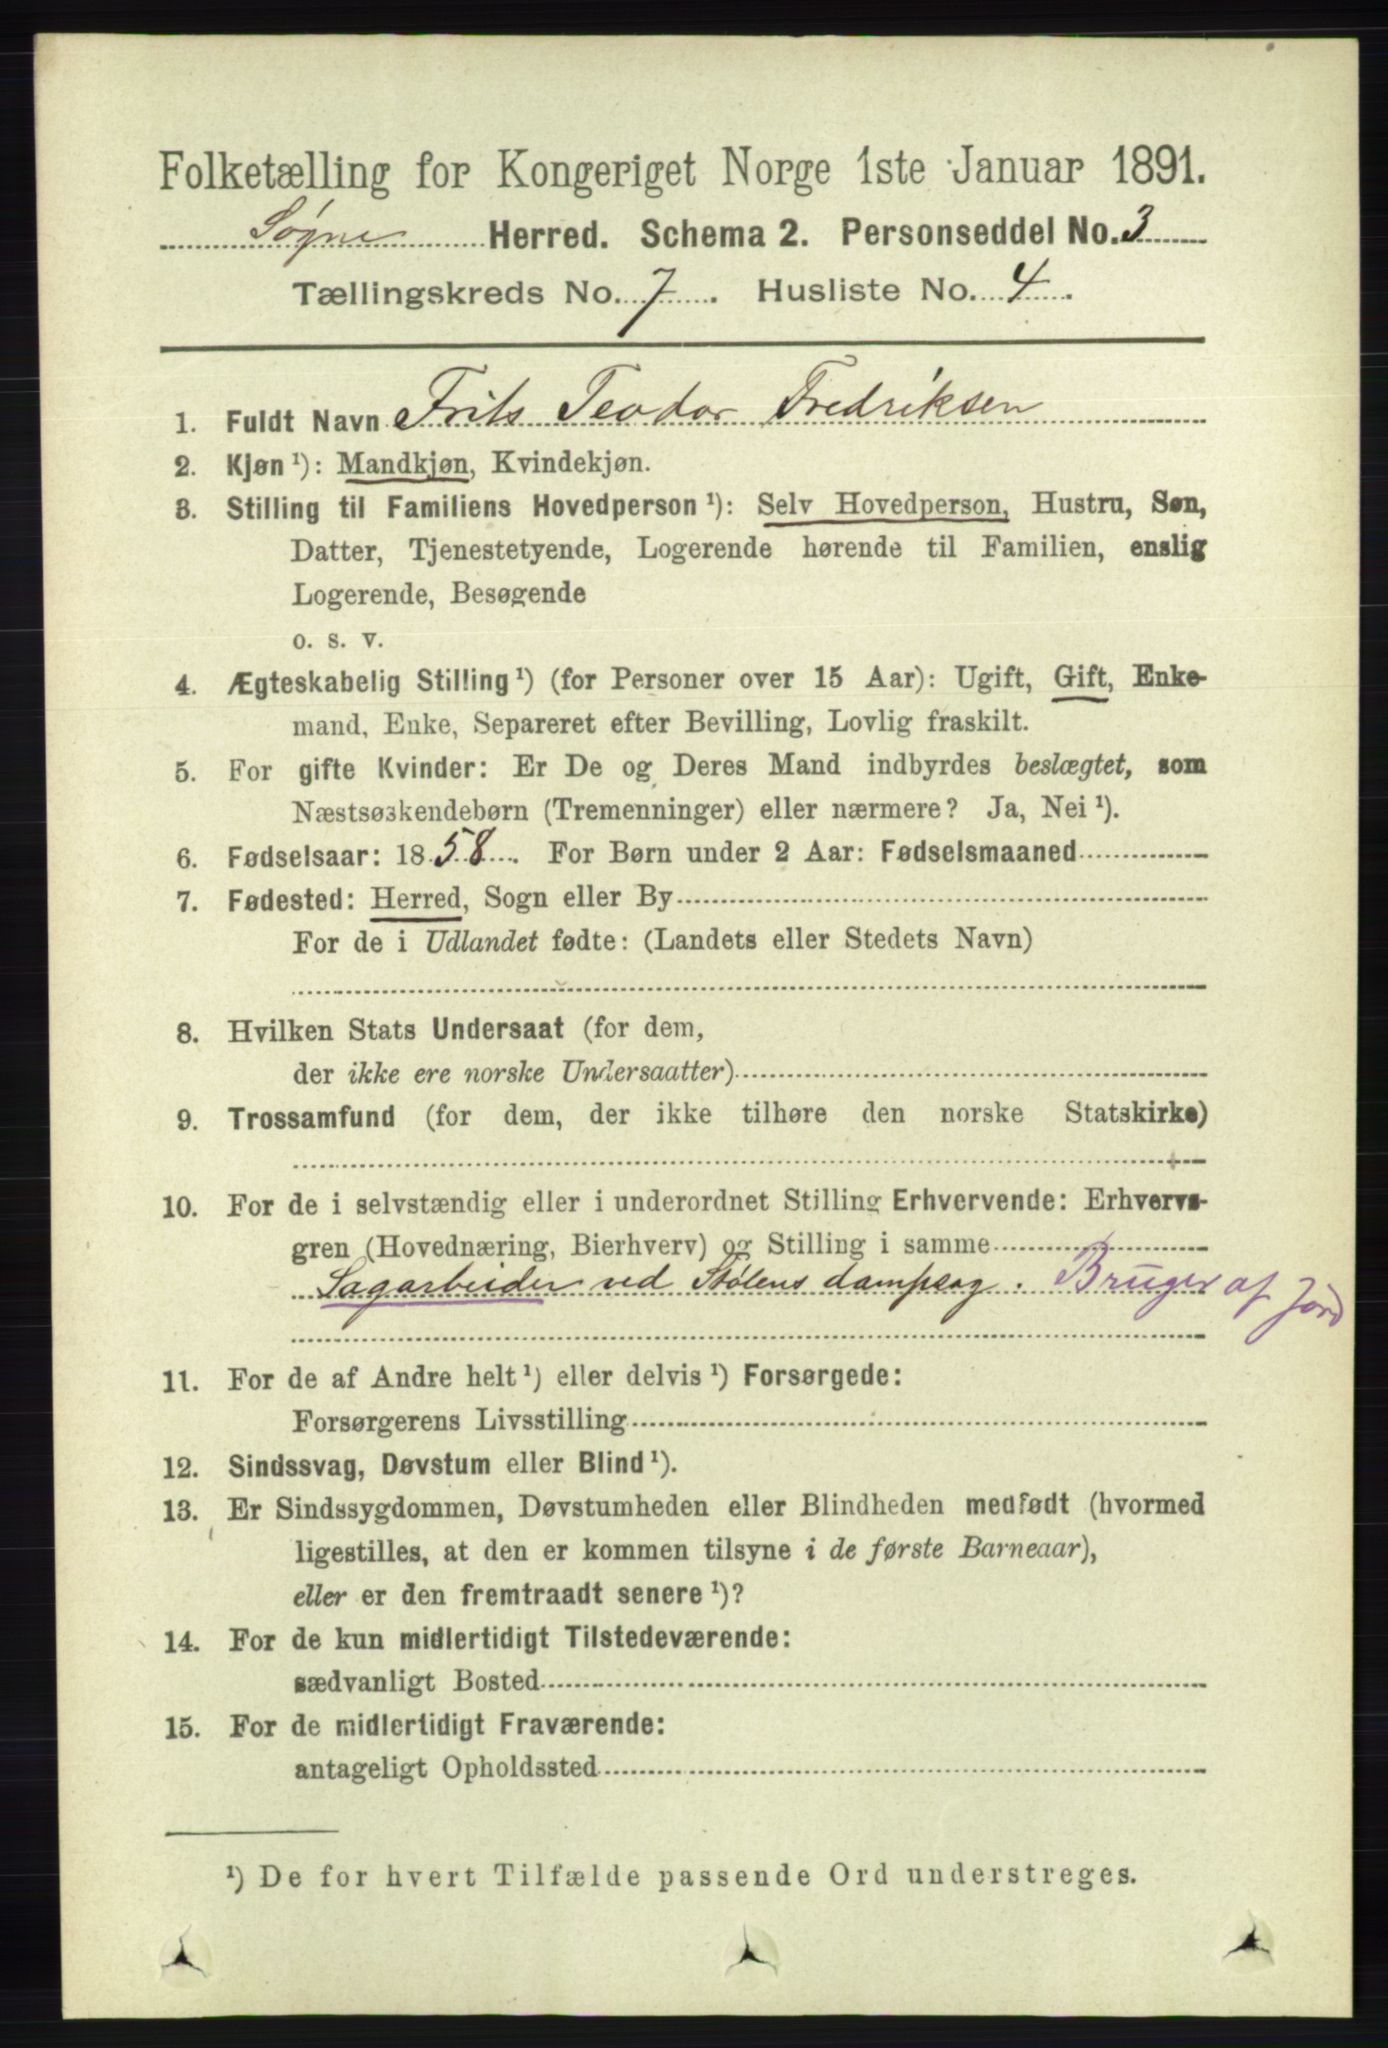 Folketælling for Kongeriget Norge 1ste Januar 1891.
Søgne Herred. Schema 2. Personseddel No. 3
Tællingskreds No. 7. Husliste No. 4.
1. Fuldt Navn Frits Teodor Fredriksen
2. Kjøn ¹): Mandkjøn, Kvindekjøn.
3. Stilling til Familiens Hovedperson ¹): Selv Hovedperson, Hustru, Søn,
Datter, Tjenestetyende, Logerende hørende til Familien, enslig
Logerende, Besøgende
o. s. v.
4. Ægteskabelig Stilling ¹) (for Personer over 15 Aar): Ugift, Gift, Enke-
mand, Enke, Separeret efter Bevilling, Lovlig fraskilt.
5. For gifte Kvinder: Er De og Deres Mand indbyrdes beslægtet, som
Næstsøskendebørn (Tremenninger) eller nærmere? Ja, Nei ¹).
6. Fødselsaar: 1858. For Børn under 2 Aar: Fødselsmaaned
7. Fødested: Herred, Sogn eller By
For de i Udlandet fødte: (Landets eller Stedets Navn)
8. Hvilken Stats Undersaat (for dem,
der ikke ere norske Undersaatter)
9. Trossamfund (for dem, der ikke tilhøre den norske Statskirke)
10. For de i selvstændig eller i underordnet Stilling Erhvervende: Erhvervs-
gren (Hovednæring, Bierhverv) og Stilling i samme
Sagarbeider ved Stølens dampsag. Bruger af Jord
11. For de af Andre helt ¹) eller delvis ¹) Forsørgede:
Forsørgerens Livsstilling
12. Sindssvag, Døvstum eller Blind ¹).
13. Er Sindssygdommen, Døvstumheden eller Blindheden medfødt (hvormed
ligestilles, at den er kommen tilsyne i de første Barneaar),
eller er den fremtraadt senere ¹)?
14. For de kun midlertidigt Tilstedeværende:
sædvanligt Bosted
15. For de midlertidigt Fraværende:
antageligt Opholdssted
¹) De for hvert Tilfælde passende Ord understreges.